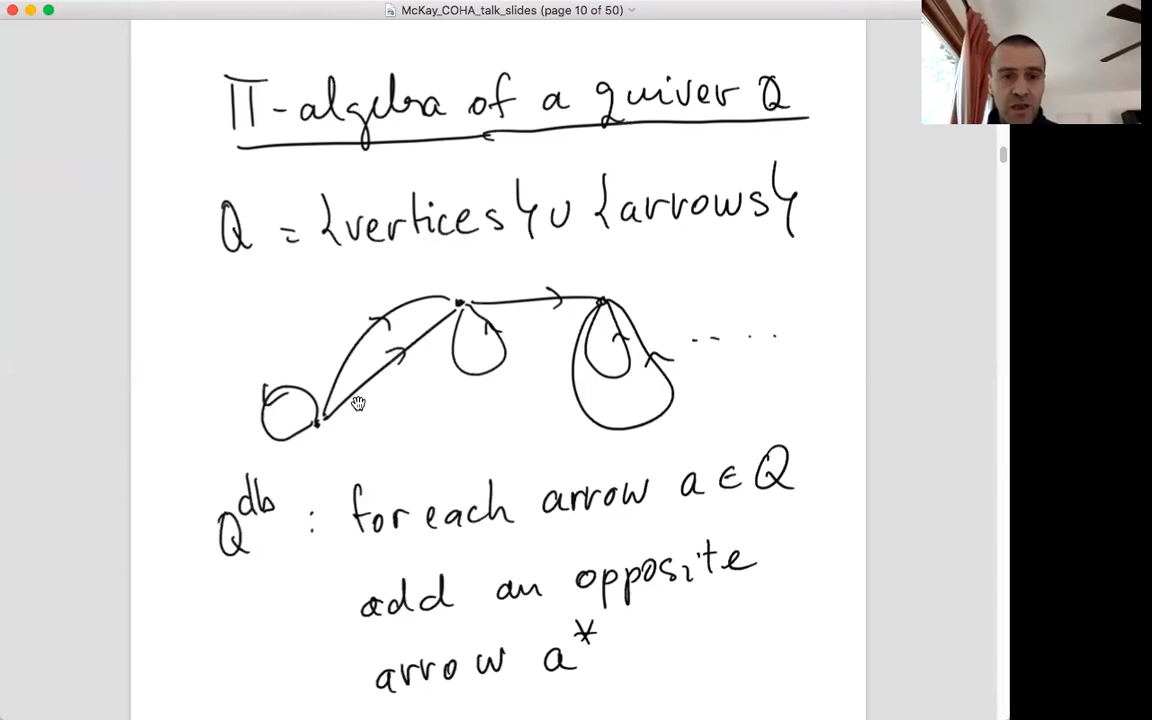 McKay_COHA_talk_slides (page 10 of 50)
Π-algebra of a quiver Q
Q = {vertices} ∪ {arrows}
Q^db : for each arrow a ∈ Q
add an opposite
arrow a*